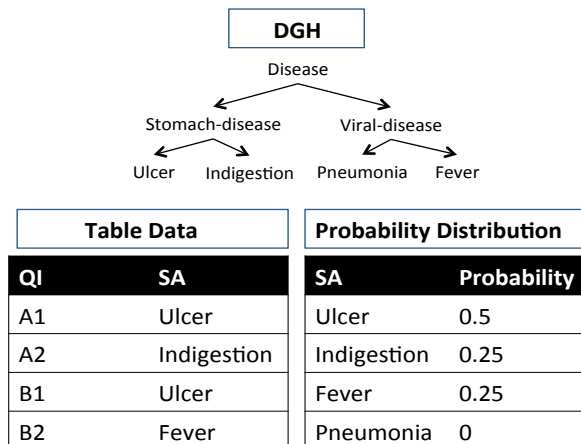 DGH
Disease
Stomach-disease Viral-disease
Ulcer Indigestion Pneumonia Fever
Table Data
QI SA
A1 Ulcer
A2 Indigestion
B1 Ulcer
B2 Fever
Probability Distribution
SA Probability
Ulcer 0.5
Indigestion 0.25
Fever 0.25
Pneumonia 0